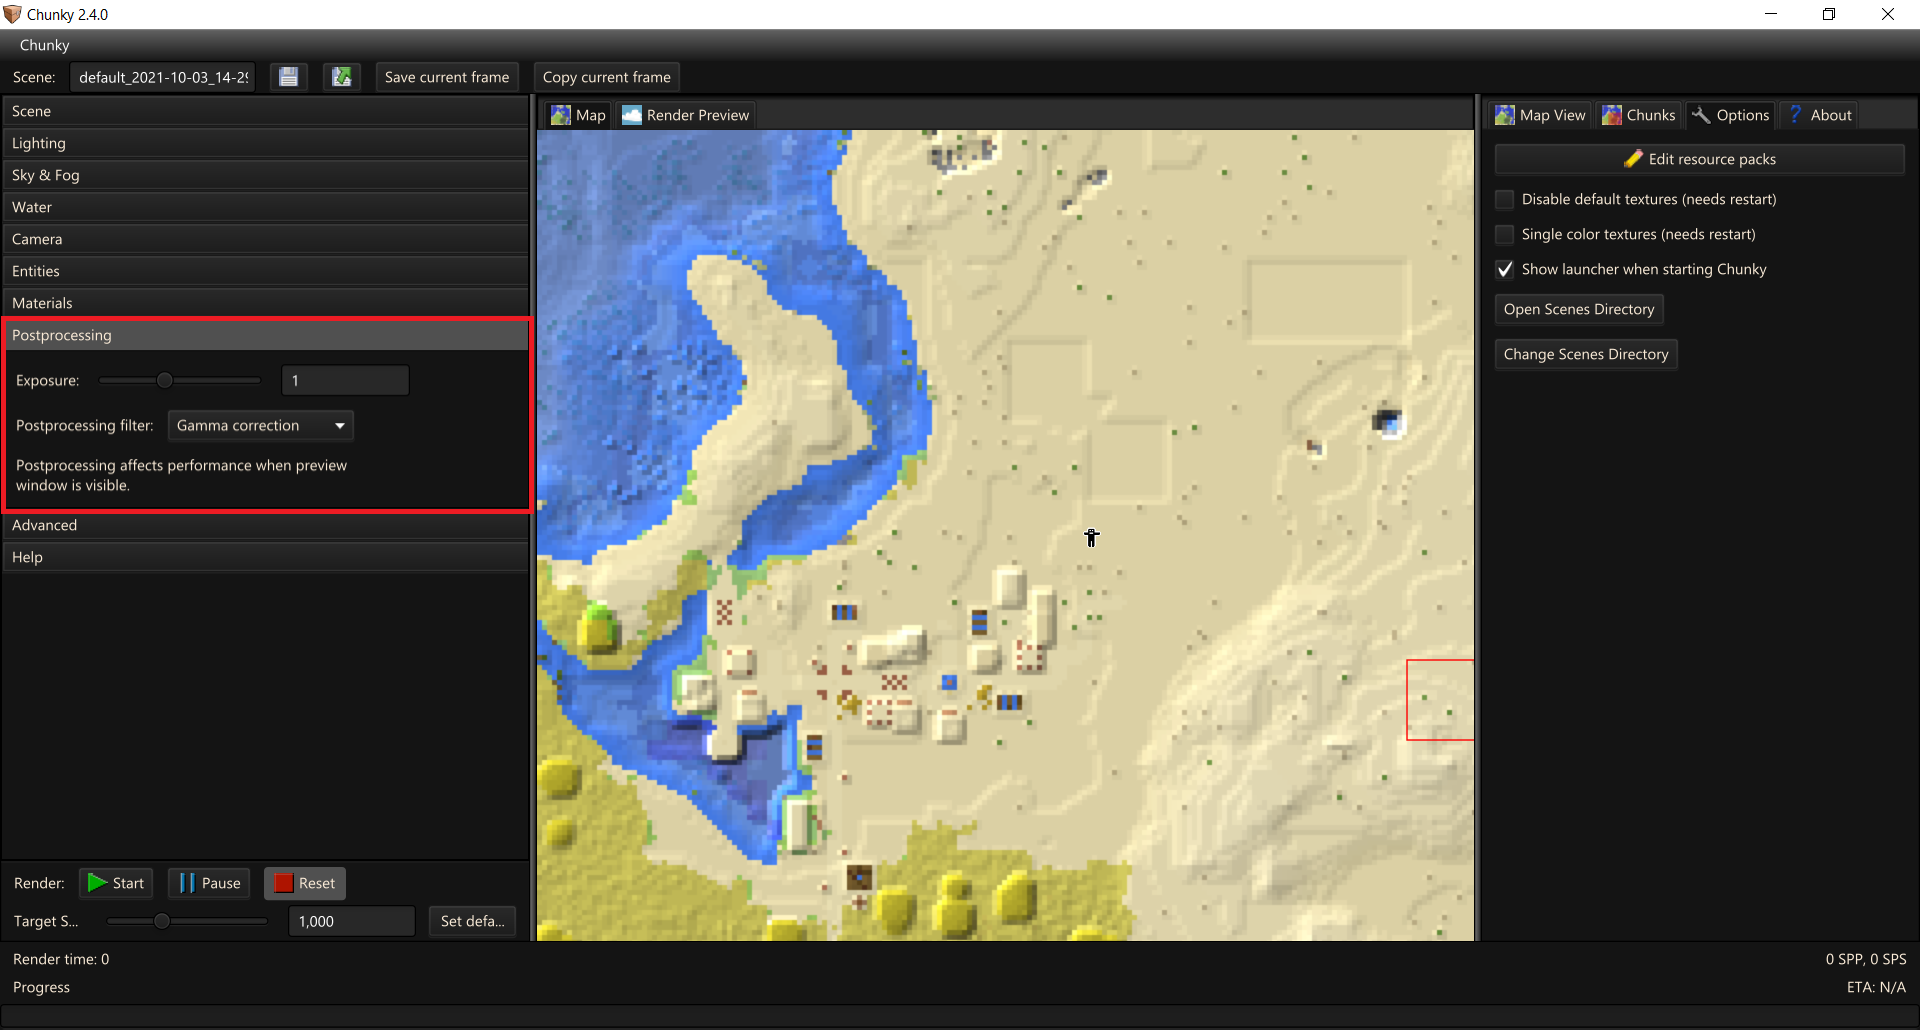 Chunky 2.4.0
Chunky
Scene: default_2021-10-03_14-29 Save current frame Copy current frame
Scene
Lighting
Sky & Fog
Water
Camera
Entities
Materials
Postprocessing
Exposure: 1
Postprocessing filter: Gamma correction
Postprocessing affects performance when preview
window is visible.
Advanced
Help
Render: Start Pause Reset
Target S... 1,000 Set defa...
Map Render Preview
Map View Chunks Options About
Edit resource packs
Disable default textures (needs restart)
Single color textures (needs restart)
Show launcher when starting Chunky
Open Scenes Directory
Change Scenes Directory
Render time: 0 0 SPP, 0 SPS
Progress ETA: N/A